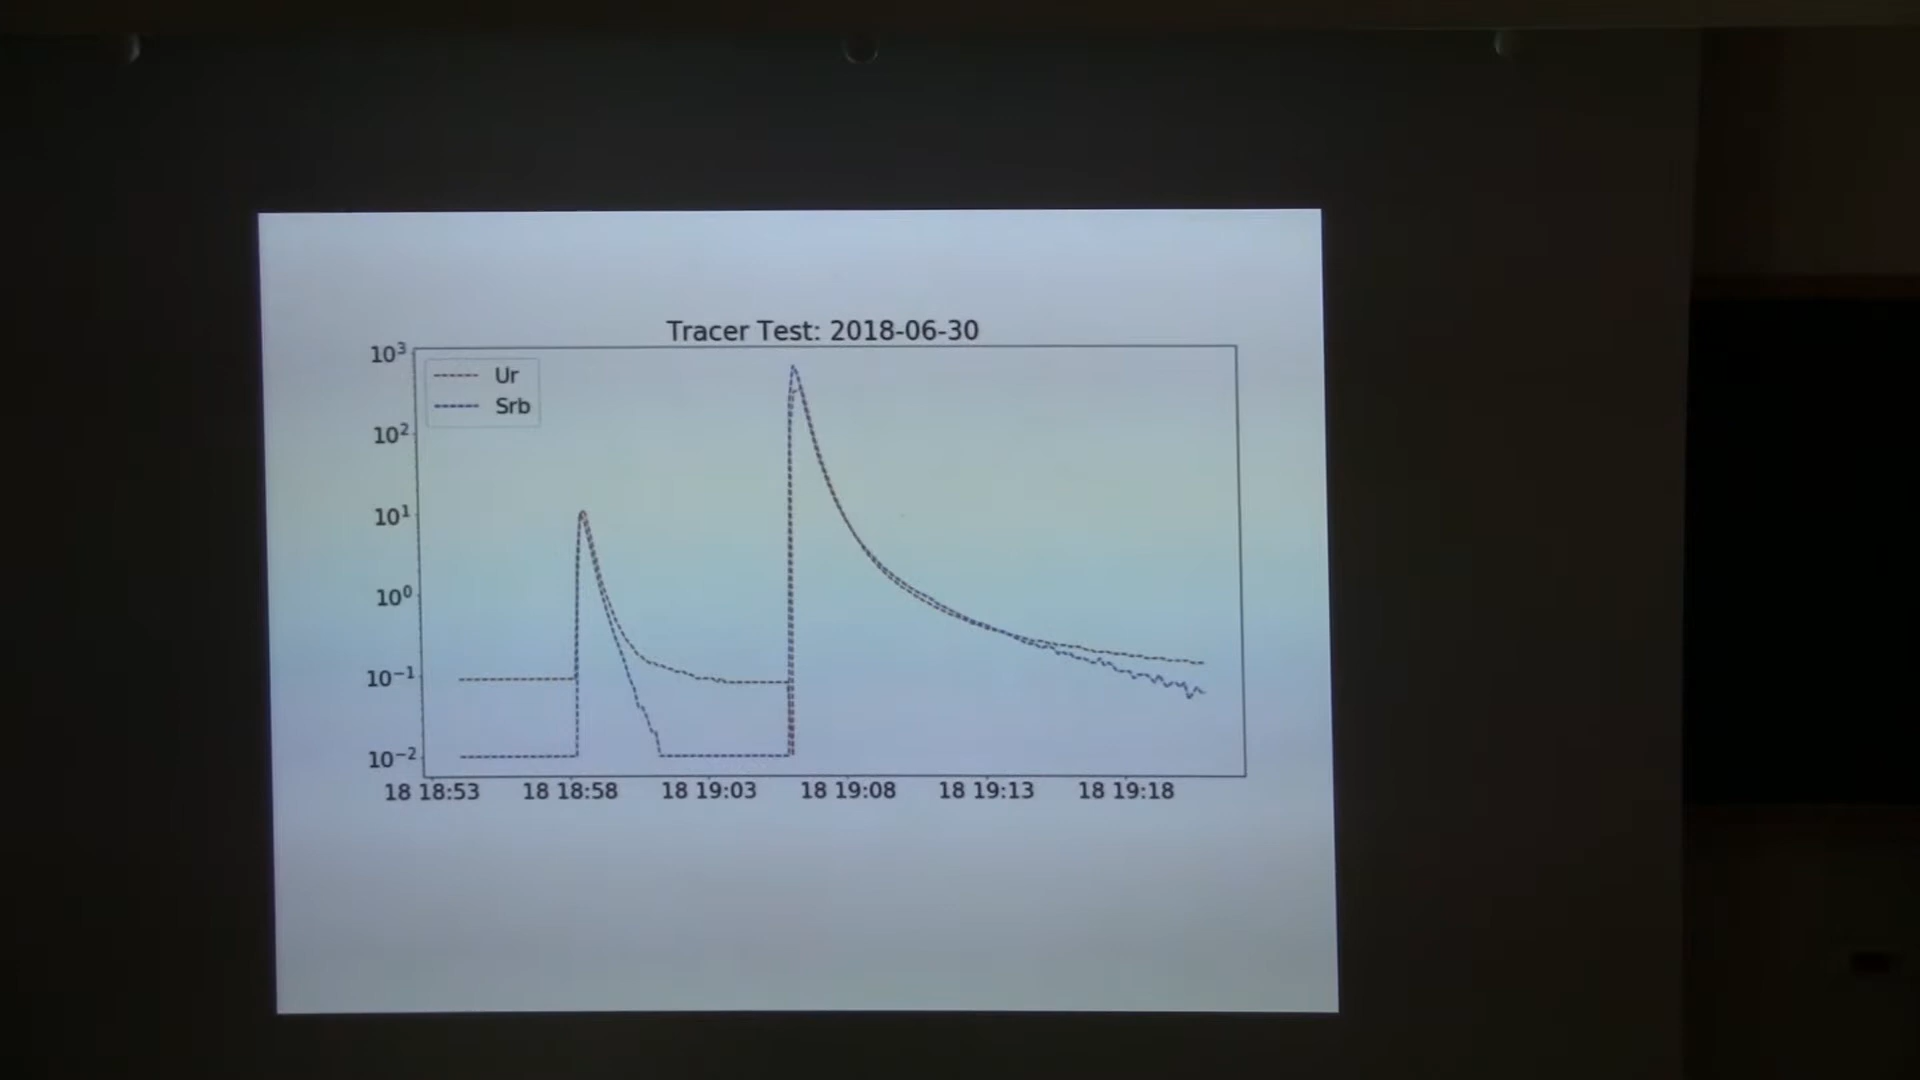 Tracer Test: 2018-06-30
10³
Ur
Srb
10²
10¹
10⁰
10⁻¹
10⁻²
18 18:53 18 18:58 18 19:03 18 19:08 18 19:13 18 19:18